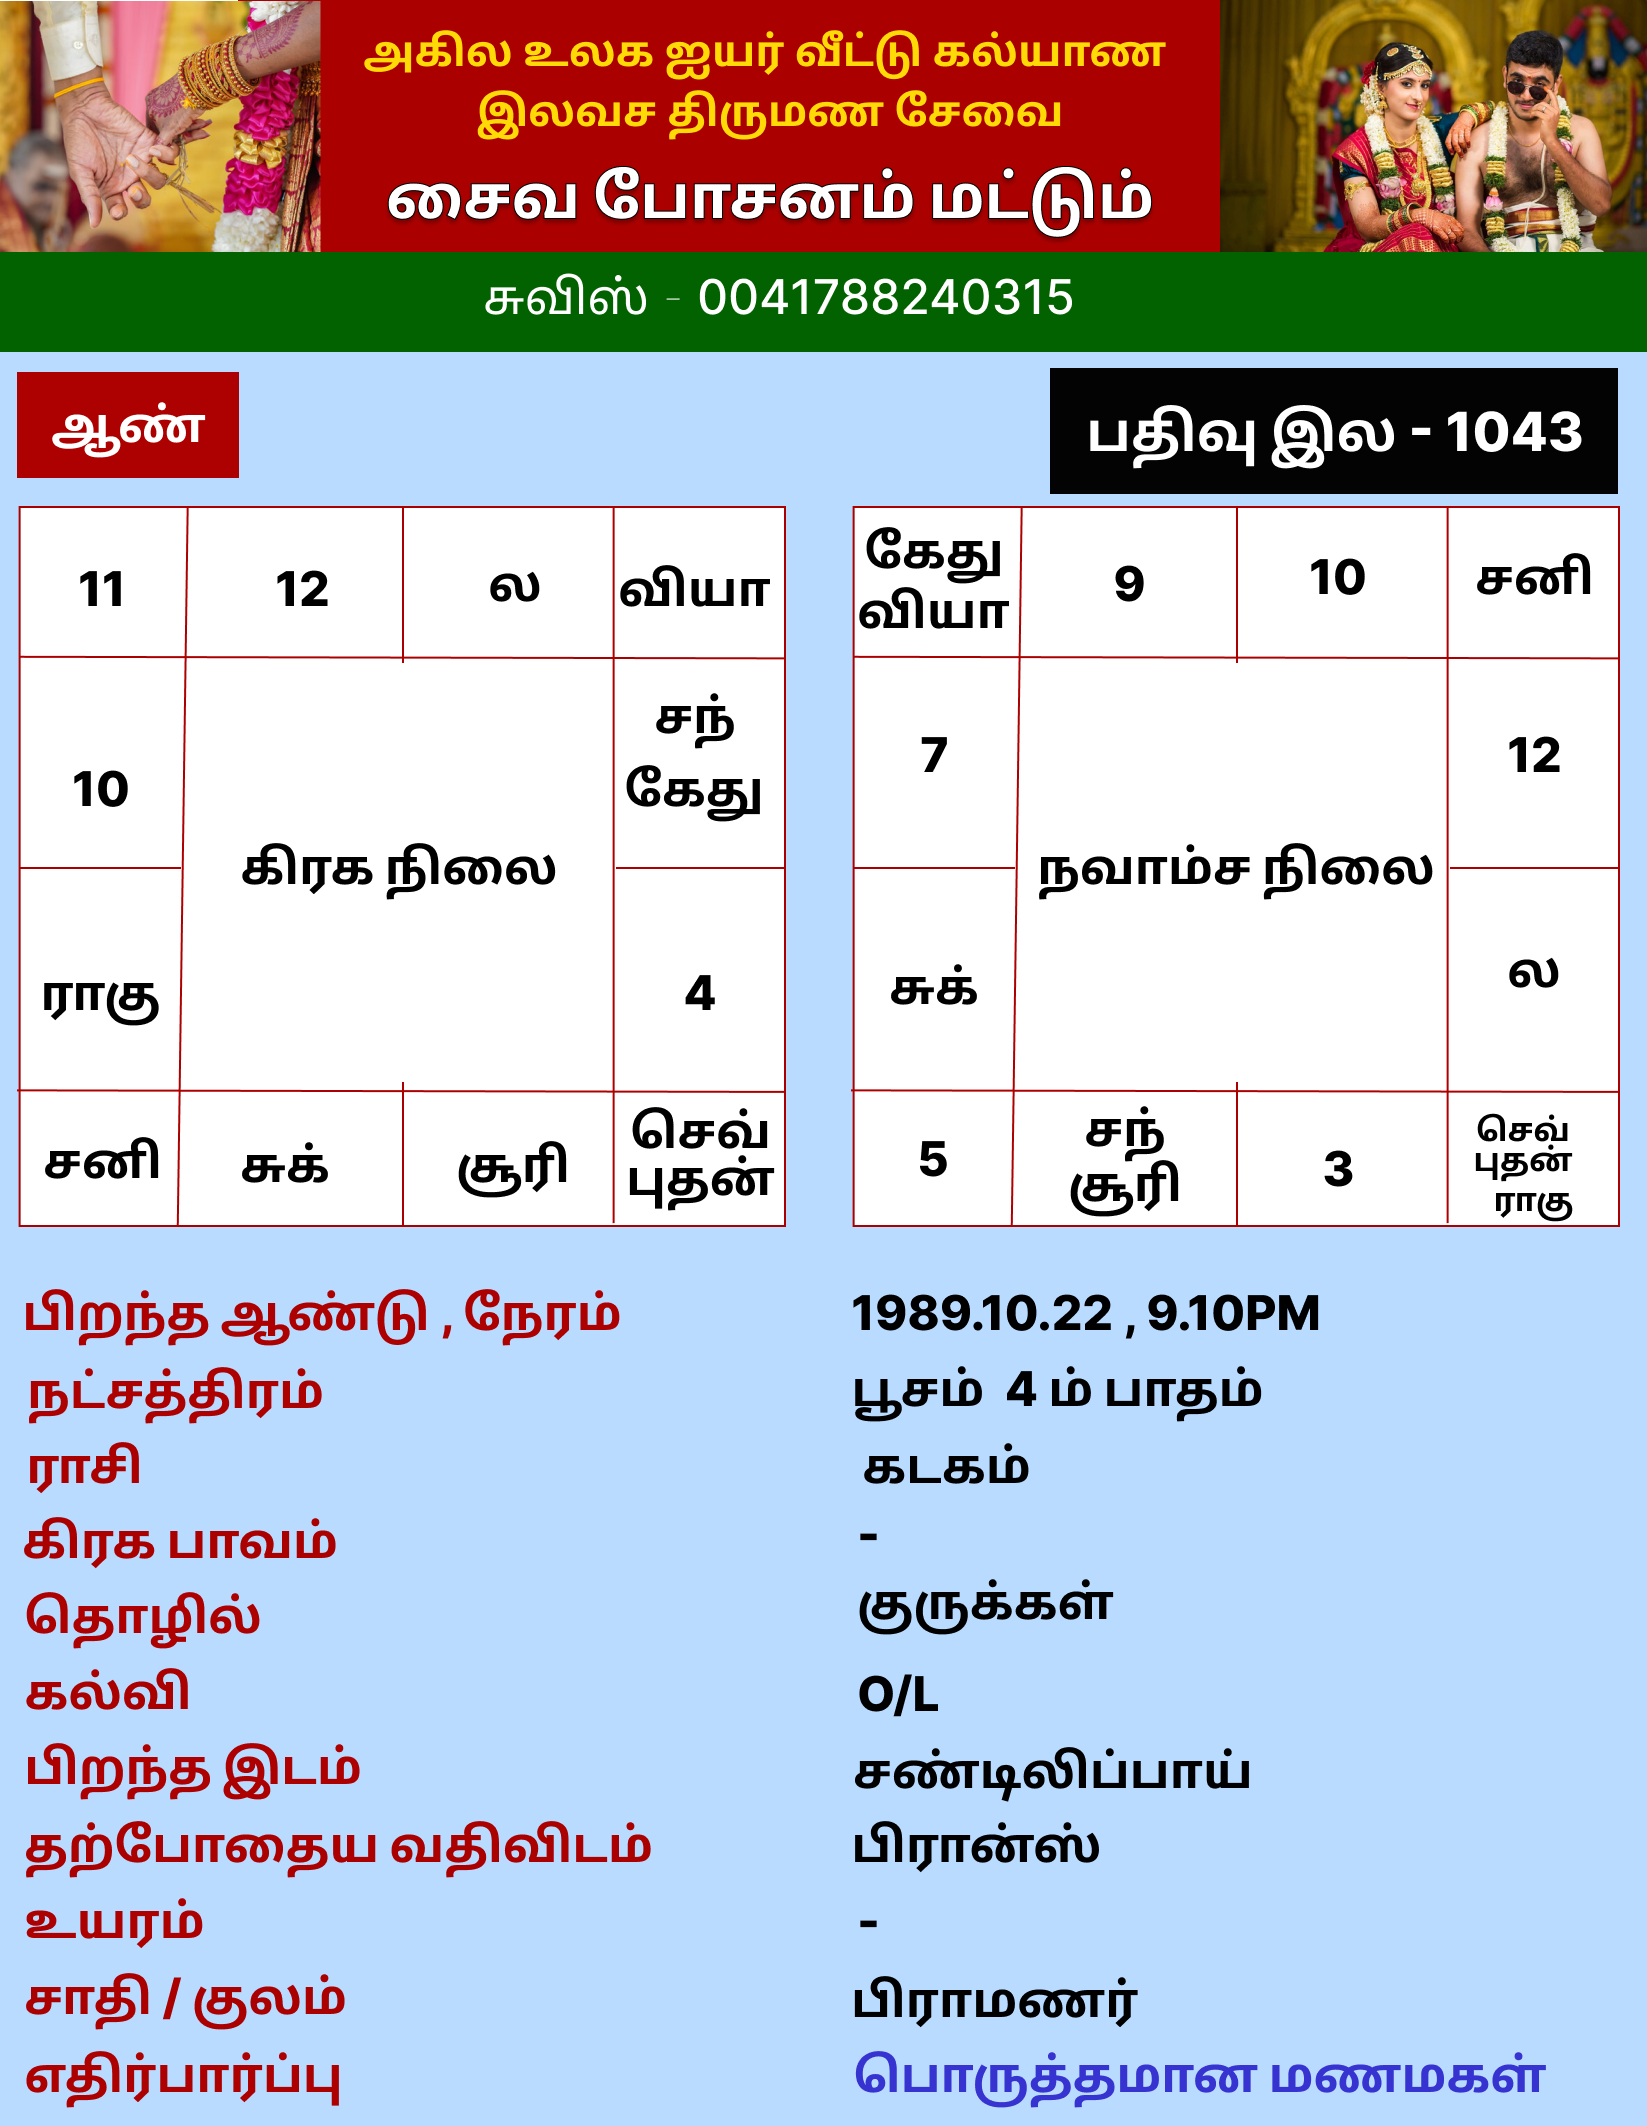 அகில உலக ஐயர் வீட்டு கல்யாண
இலவச திருமண சேவை
சைவ போசனம் மட்டும்
சுவிஸ் - 0041788240315
ஆண்
பதிவு இல - 1043
11 12 ல வியா
10 சந் கேது
கிரக நிலை
ராகு 4
சனி சுக் சூரி செவ் புதன்
கேது வியா 9 10 சனி
7 12
நவாம்ச நிலை
சுக் ல
5 சந் சூரி 3 செவ் புதன் ராகு
பிறந்த ஆண்டு , நேரம் 1989.10.22 , 9.10PM
நட்சத்திரம் பூசம் 4 ம் பாதம்
ராசி கடகம்
கிரக பாவம் -
தொழில் குருக்கள்
கல்வி O/L
பிறந்த இடம் சண்டிலிப்பாய்
தற்போதைய வதிவிடம் பிரான்ஸ்
உயரம் -
சாதி / குலம் பிராமணர்
எதிர்பார்ப்பு பொருத்தமான மணமகள்